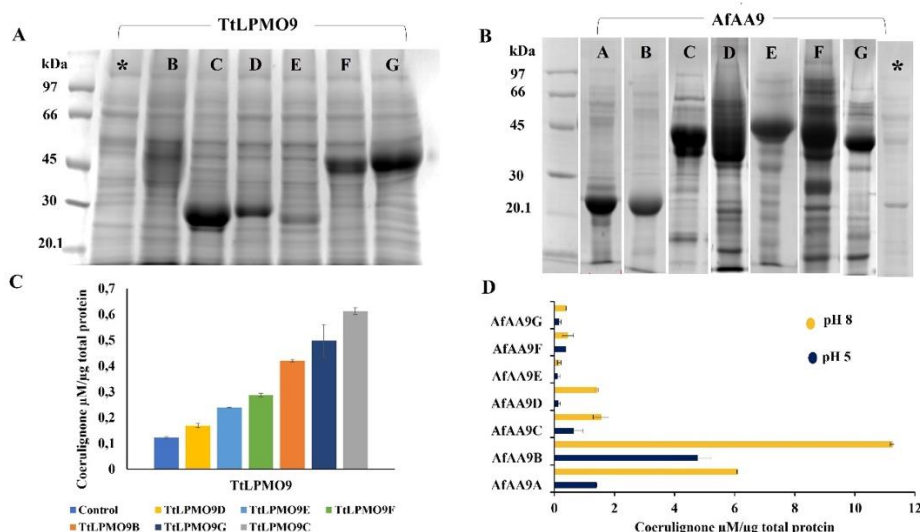 TtLPMO9
A
kDa
* B C D E F G
97
66
45
30
20.1
AfAA9
B
kDa
A B C D E F G *
97
66
45
30
20.1
C
Coerulignone µM/µg total protein
0,7
0,6
0,5
0,4
0,3
0,2
0,1
0
TtLPMO9
Control TtLPMO9D TtLPMO9E TtLPMO9F
TtLPMO9B TtLPMO9G TtLPMO9C
D
pH 8
pH 5
AfAA9G
AfAA9F
AfAA9E
AfAA9D
AfAA9C
AfAA9B
AfAA9A
0 2 4 6 8 10 12
Coerulignone µM/µg total protein